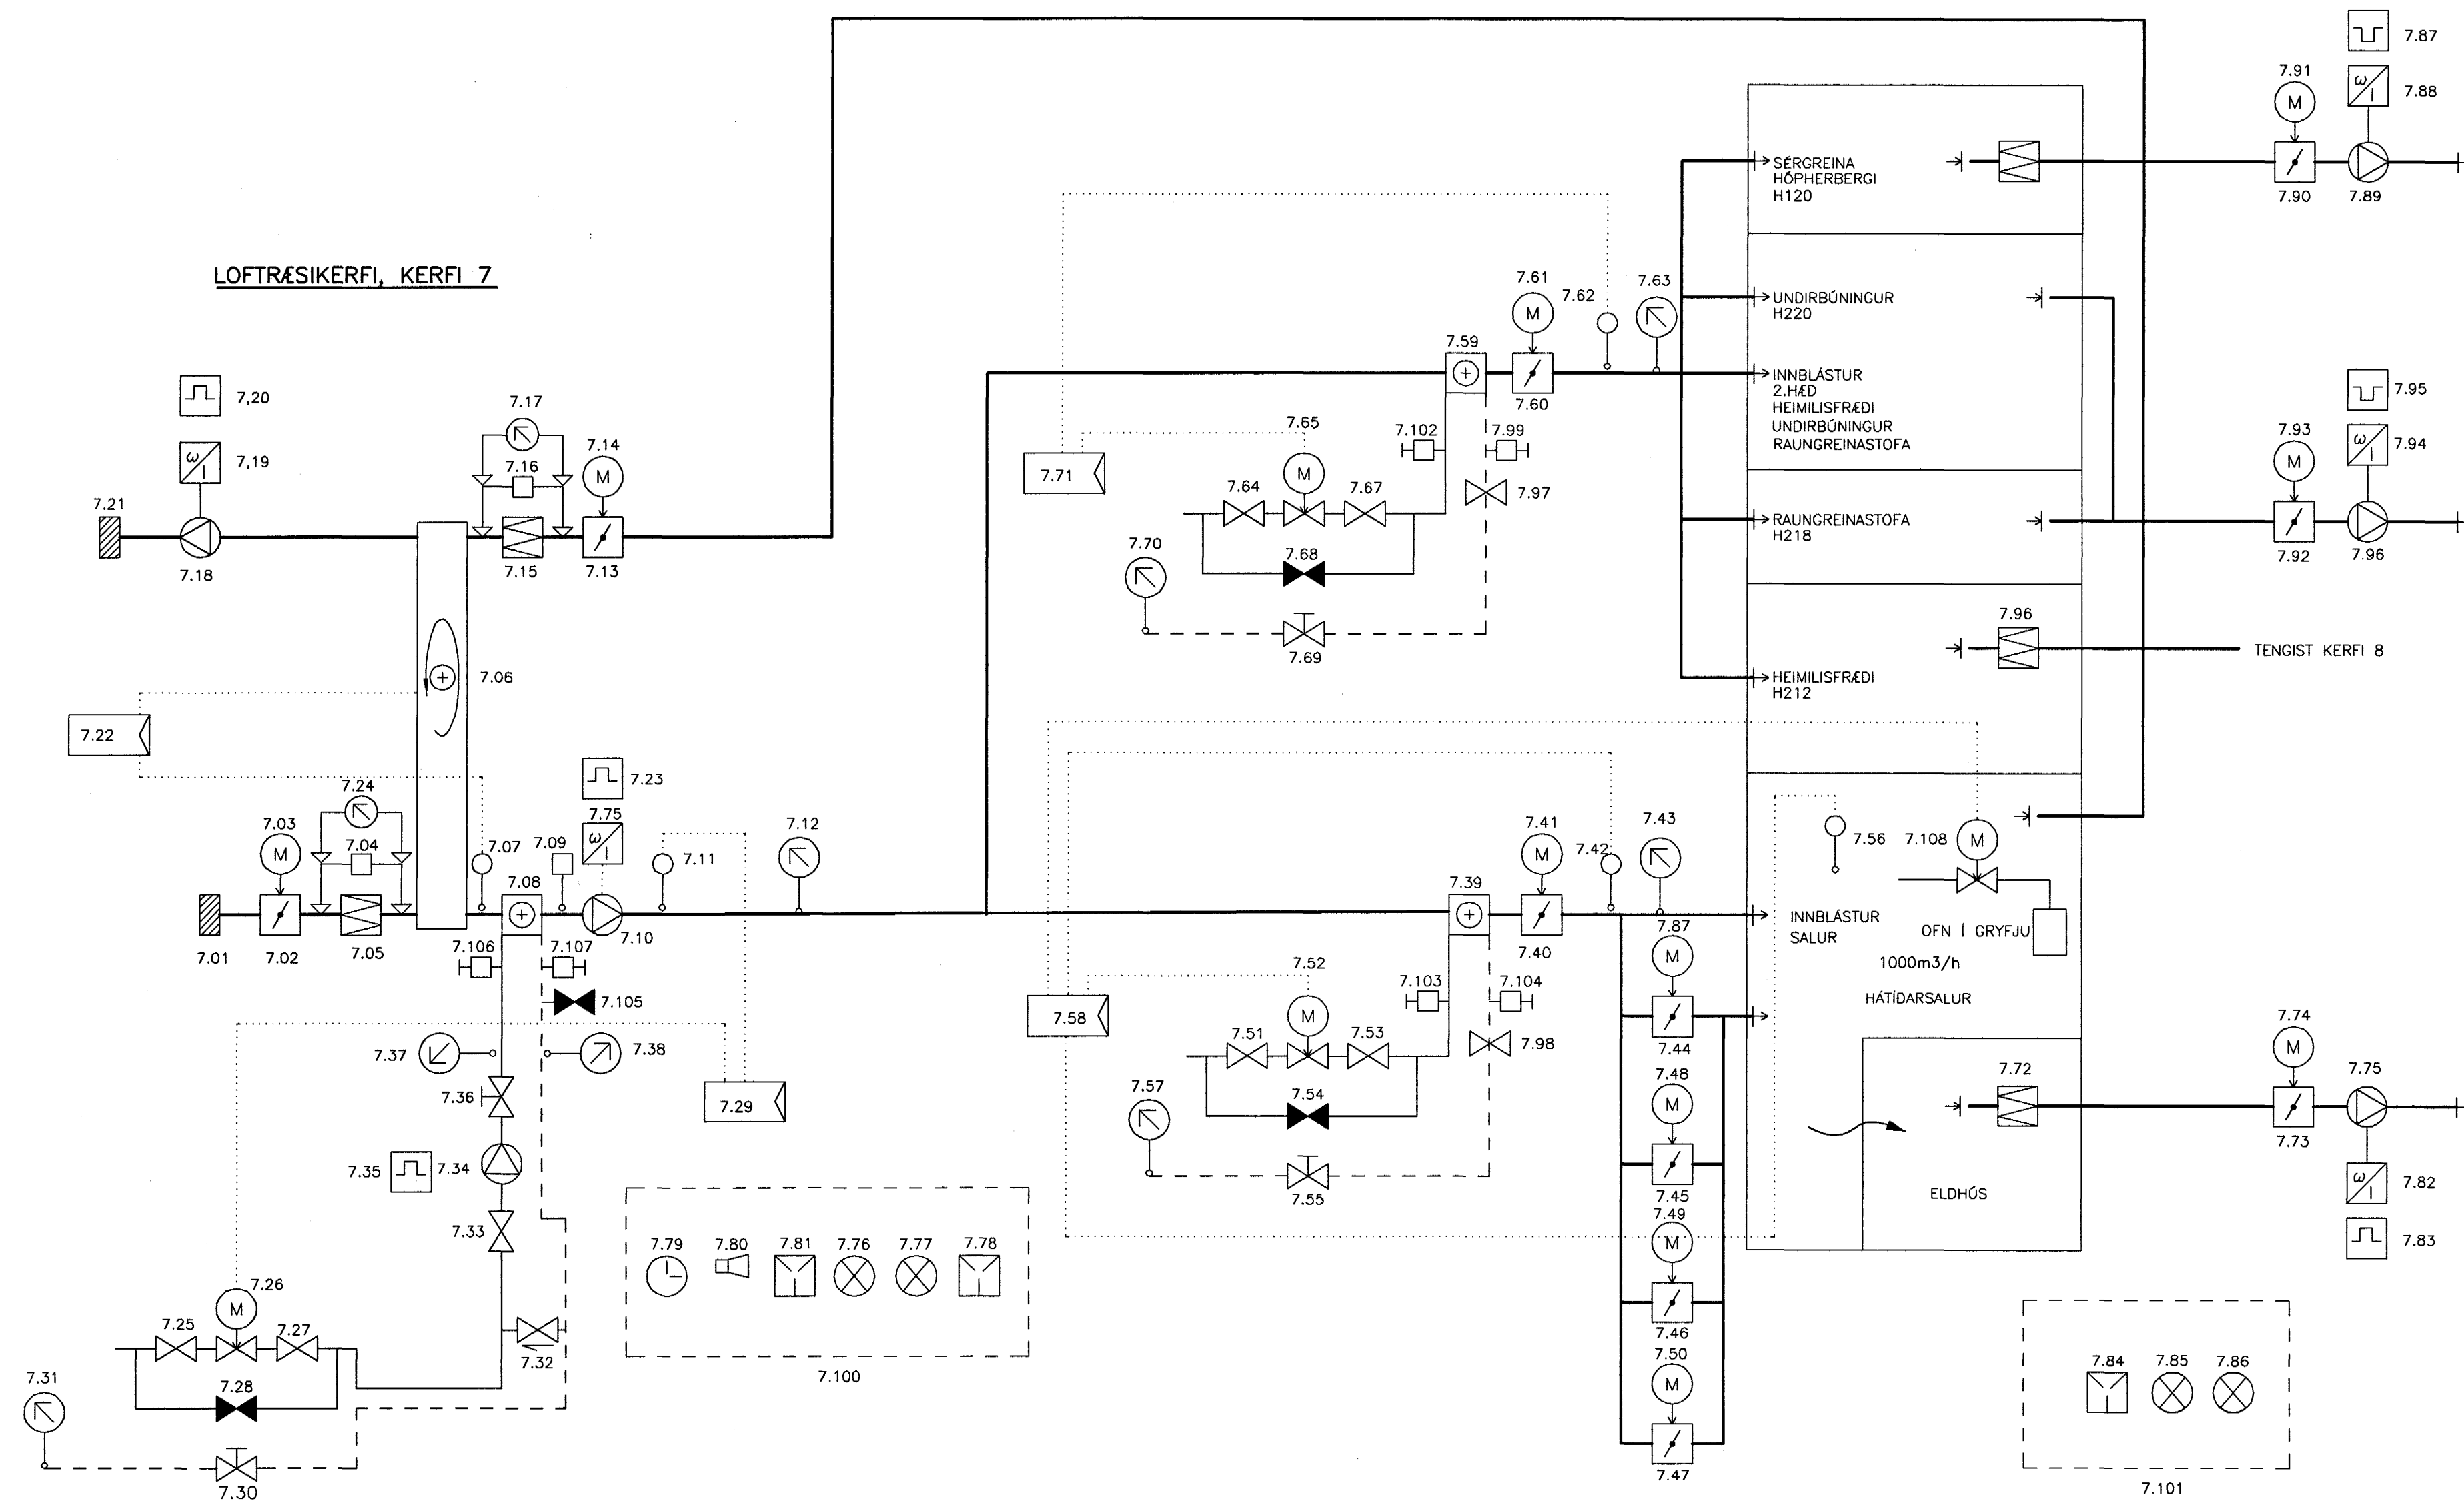 LOFTRÆSIKERFI, KERFI 7
7,20
ω
I
7,19
7.21
7.18
7.17
7.16
7.14
M
7.15
7.13
7.06
7.22
7.24
7.03
M
7.04
7.01
7.02
7.05
7.07
7.09
7.08
7.23
7.75
ω
I
7.10
7.11
7.12
7.106
7.107
7.105
7.37
7.38
7.36
7.29
7.35
7.34
7.33
7.26
M
7.25
7.27
7.28
7.32
7.31
7.30
7.79
7.80
7.81
7.76
7.77
7.78
7.100
7.61
M
7.62
7.63
7.59
7.60
7.65
M
7.102
7.99
7.71
7.64
7.67
7.97
7.68
7.70
7.69
7.41
M
7.42
7.43
7.39
7.40
7.52
M
7.103
7.104
7.58
7.51
7.53
7.98
7.54
7.57
7.55
7.87
M
7.44
7.48
M
7.45
7.49
M
7.46
7.50
M
7.47
SÉRGREINA
HÓPHERBERGI
H120
UNDIRBÚNINGUR
H220
INNBLÁSTUR
2.HÆÐ
HEIMILISFRÆÐI
UNDIRBÚNINGUR
RAUNGREINASTOFA
RAUNGREINASTOFA
H218
7.96
TENGIST KERFI 8
HEIMILISFRÆÐI
H212
7.56
7.108
M
INNBLÁSTUR
SALUR
OFN Í GRYFJU
1000m3/h
HÁTÍÐARSALUR
7.72
ELDHÚS
7.87
ω
I
7.88
7.91
M
7.90
7.89
7.95
ω
I
7.94
7.93
M
7.92
7.96
7.74
M
7.75
7.73
ω
I
7.82
7.83
7.84
7.85
7.86
7.101